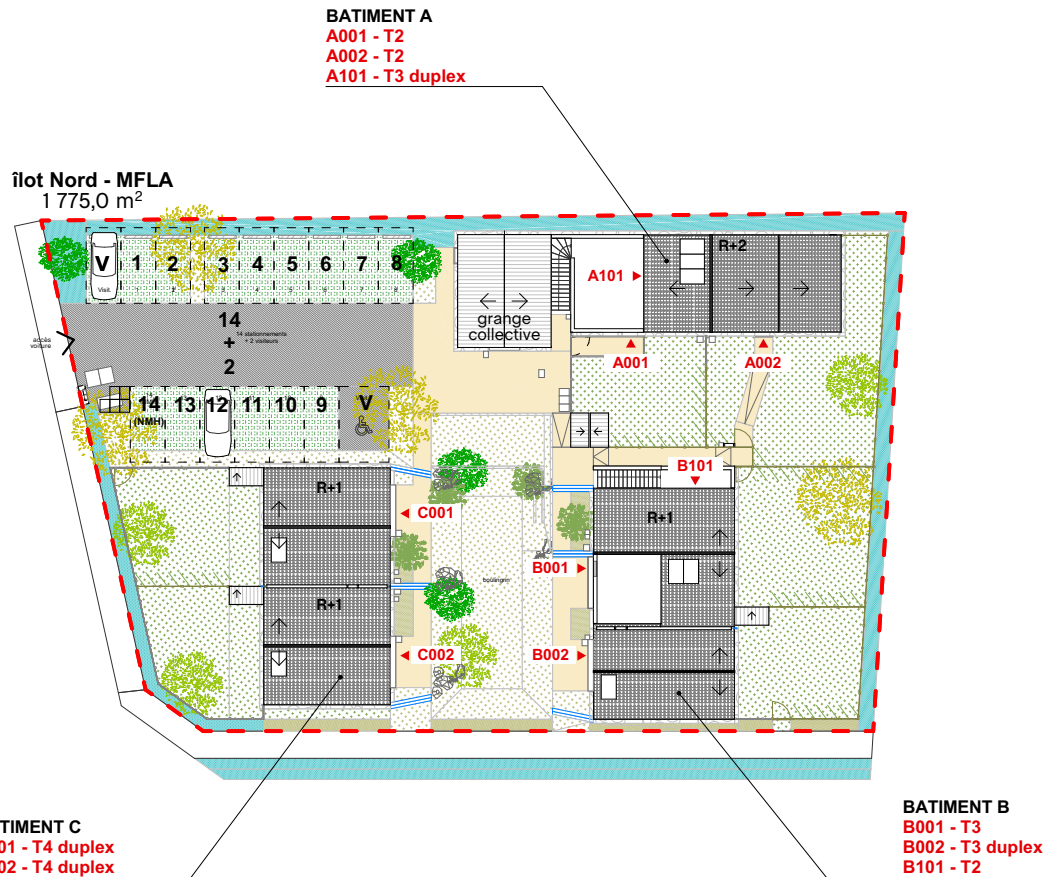 BATIMENT A
A001 - T2
A002 - T2
A101 - T3 duplex
îlot Nord - MFLA
1 775,0 m²
V 1 2 3 4 5 6 7 8
Visit.
R+2
A101
grange
collective
14
14 stationnements
+
+ 2 visiteurs
2
accès
voiture
A001
A002
14 13 12 11 10 9 V
(NMH)
B101
R+1
R+1
C001
B001
boulingrin
R+1
C002
B002
TIMENT C
01 - T4 duplex
02 - T4 duplex
BATIMENT B
B001 - T3
B002 - T3 duplex
B101 - T2